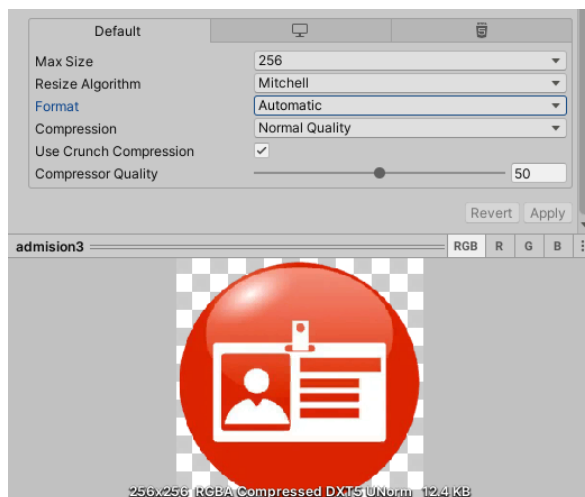 Default
Max Size 256
Resize Algorithm Mitchell
Format Automatic
Compression Normal Quality
Use Crunch Compression
Compressor Quality 50
Revert Apply
admision3 RGB R G B
256x256 RGBA Compressed DXT5 UNorm 12.4 KB